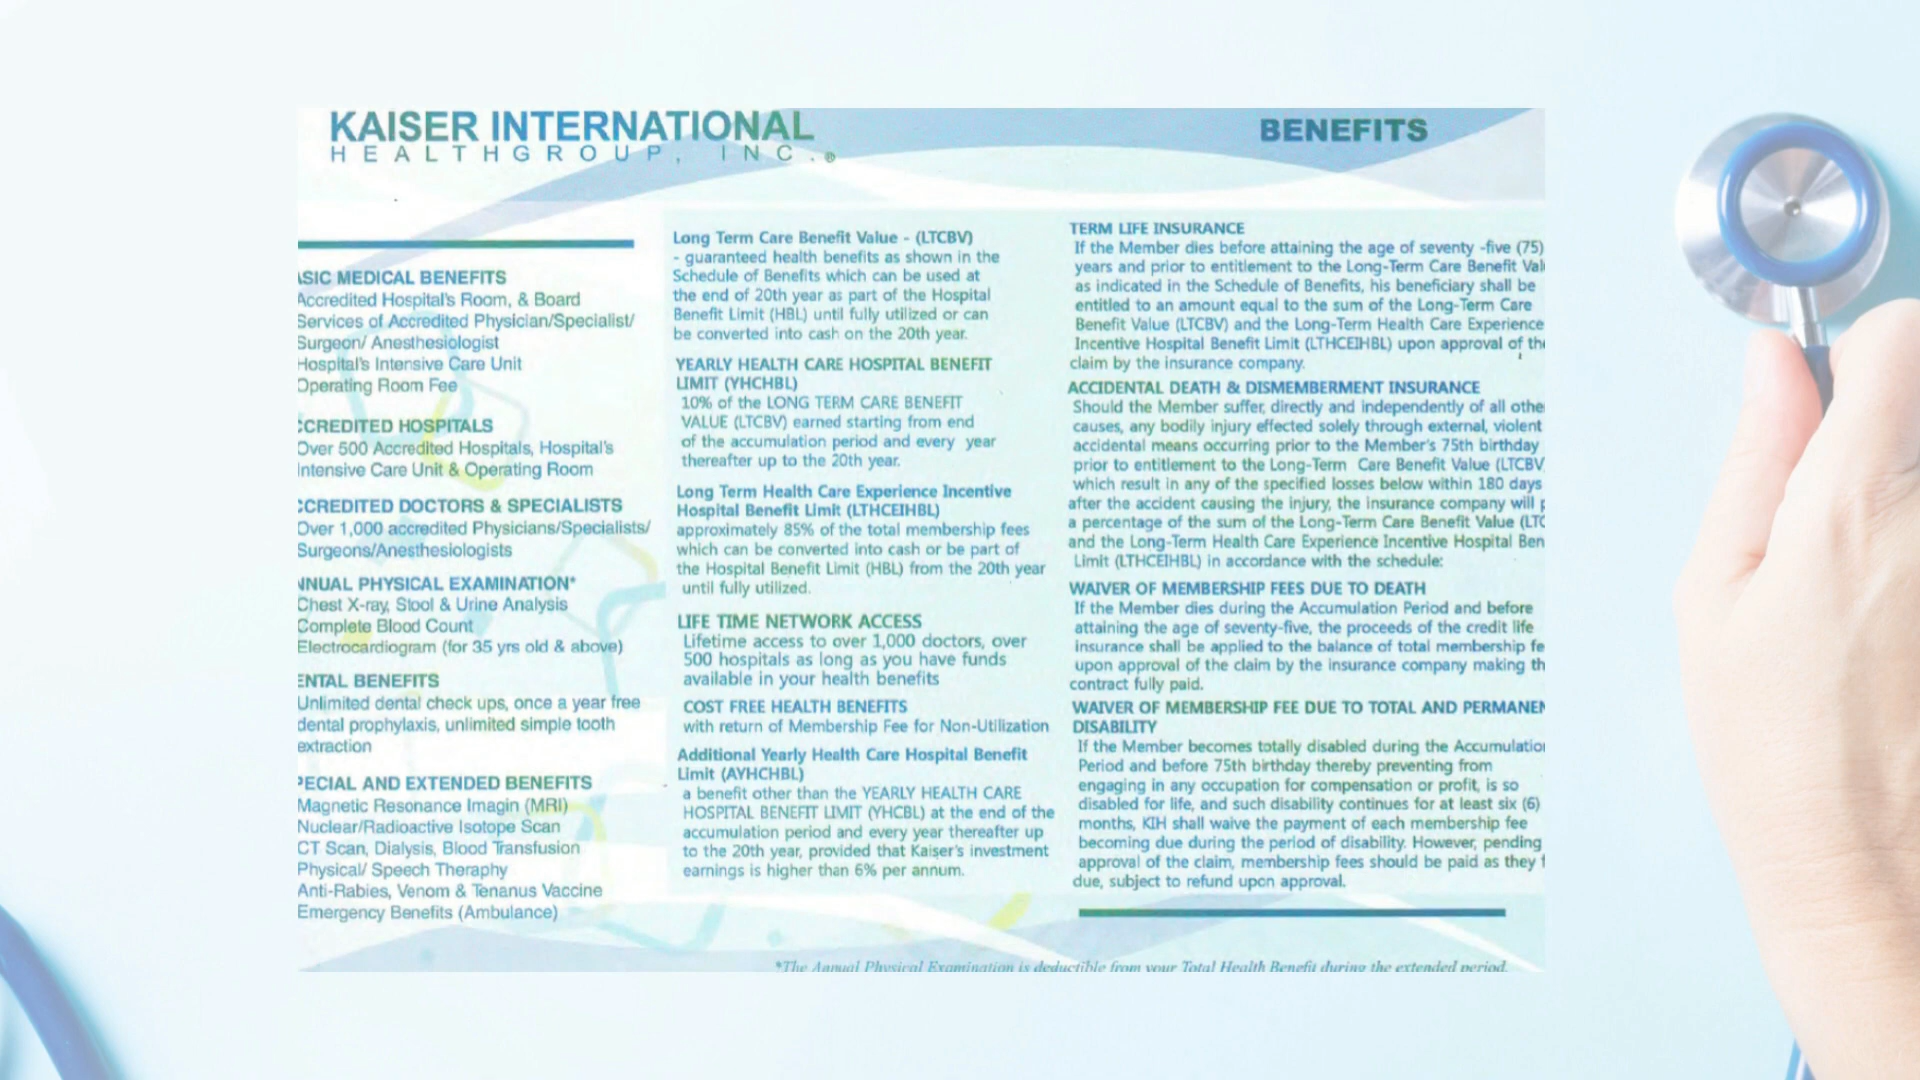 KAISER INTERNATIONAL
HEALTHGROUP, INC.®
BENEFITS
ASIC MEDICAL BENEFITS
Accredited Hospital's Room, & Board
Services of Accredited Physician/Specialist/
Surgeon/ Anesthesiologist
Hospital's Intensive Care Unit
Operating Room Fee
CCREDITED HOSPITALS
Over 500 Accredited Hospitals, Hospital's
Intensive Care Unit & Operating Room
CCREDITED DOCTORS & SPECIALISTS
Over 1,000 accredited Physicians/Specialists/
Surgeons/Anesthesiologists
NNUAL PHYSICAL EXAMINATION*
Chest X-ray, Stool & Urine Analysis
Complete Blood Count
Electrocardiogram (for 35 yrs old & above)
ENTAL BENEFITS
Unlimited dental check ups, once a year free
dental prophylaxis, unlimited simple tooth
extraction
PECIAL AND EXTENDED BENEFITS
Magnetic Resonance Imagin (MRI)
Nuclear/Radioactive Isotope Scan
CT Scan, Dialysis, Blood Transfusion
Physical/ Speech Theraphy
Anti-Rabies, Venom & Tenanus Vaccine
Emergency Benefits (Ambulance)
Long Term Care Benefit Value - (LTCBV)
- guaranteed health benefits as shown in the
Schedule of Benefits which can be used at
the end of 20th year as part of the Hospital
Benefit Limit (HBL) until fully utilized or can
be converted into cash on the 20th year.
YEARLY HEALTH CARE HOSPITAL BENEFIT
LIMIT (YHCHBL)
10% of the LONG TERM CARE BENEFIT
VALUE (LTCBV) earned starting from end
of the accumulation period and every year
thereafter up to the 20th year.
Long Term Health Care Experience Incentive
Hospital Benefit Limit (LTHCEIHBL)
approximately 85% of the total membership fees
which can be converted into cash or be part of
the Hospital Benefit Limit (HBL) from the 20th year
until fully utilized.
LIFE TIME NETWORK ACCESS
Lifetime access to over 1,000 doctors, over
500 hospitals as long as you have funds
available in your health benefits
COST FREE HEALTH BENEFITS
with return of Membership Fee for Non-Utilization
Additional Yearly Health Care Hospital Benefit
Limit (AYHCHBL)
a benefit other than the YEARLY HEALTH CARE
HOSPITAL BENEFIT LIMIT (YHCBL) at the end of the
accumulation period and every year thereafter up
to the 20th year, provided that Kaiser's investment
earnings is higher than 6% per annum.
TERM LIFE INSURANCE
If the Member dies before attaining the age of seventy -five (75)
years and prior to entitlement to the Long-Term Care Benefit Val
as indicated in the Schedule of Benefits, his beneficiary shall be
entitled to an amount equal to the sum of the Long-Term Care
Benefit Value (LTCBV) and the Long-Term Health Care Experience
Incentive Hospital Benefit Limit (LTHCEIHBL) upon approval of the
claim by the insurance company.
ACCIDENTAL DEATH & DISMEMBERMENT INSURANCE
Should the Member suffer, directly and independently of all othe
causes, any bodily injury effected solely through external, violent
accidental means occurring prior to the Member's 75th birthday
prior to entitlement to the Long-Term Care Benefit Value (LTCBV
which result in any of the specified losses below within 180 days
after the accident causing the injury, the insurance company will p
a percentage of the sum of the Long-Term Care Benefit Value (LTC
and the Long-Term Health Care Experience Incentive Hospital Ben
Limit (LTHCEIHBL) in accordance with the schedule:
WAIVER OF MEMBERSHIP FEES DUE TO DEATH
If the Member dies during the Accumulation Period and before
attaining the age of seventy-five, the proceeds of the credit life
insurance shall be applied to the balance of total membership fe
upon approval of the claim by the insurance company making th
contract fully paid.
WAIVER OF MEMBERSHIP FEE DUE TO TOTAL AND PERMANEN
DISABILITY
If the Member becomes totally disabled during the Accumulatio
Period and before 75th birthday thereby preventing from
engaging in any occupation for compensation or profit, is so
disabled for life, and such disability continues for at least six (6)
months, KIH shall waive the payment of each membership fee
becoming due during the period of disability. However, pending
approval of the claim, membership fees should be paid as they f
due, subject to refund upon approval.
*The Annual Physical Examination is deductible from your Total Health Benefit during the extended period.